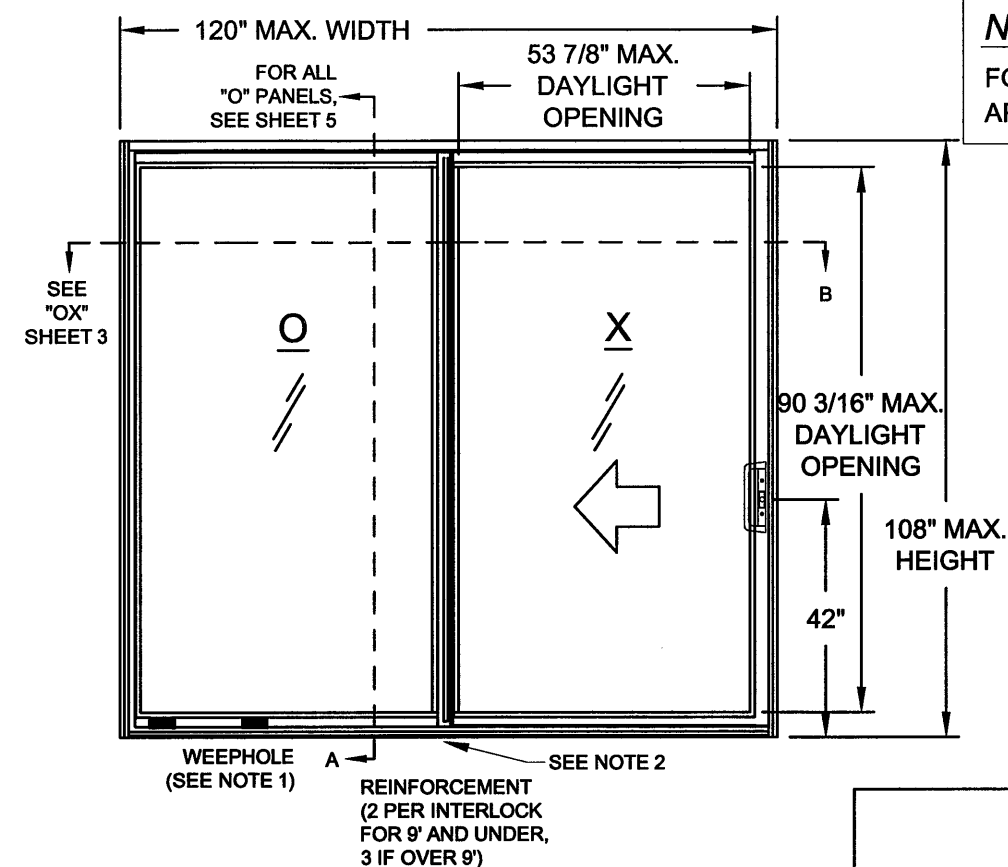 120" MAX. WIDTH
53 7/8" MAX.
DAYLIGHT
OPENING
FOR ALL
"O" PANELS,
SEE SHEET 5
SEE
"OX"
SHEET 3
B
O
X
90 3/16" MAX.
DAYLIGHT
OPENING
108" MAX.
HEIGHT
42"
WEEPHOLE
(SEE NOTE 1)
A
SEE NOTE 2
REINFORCEMENT
(2 PER INTERLOCK
FOR 9' AND UNDER,
3 IF OVER 9')